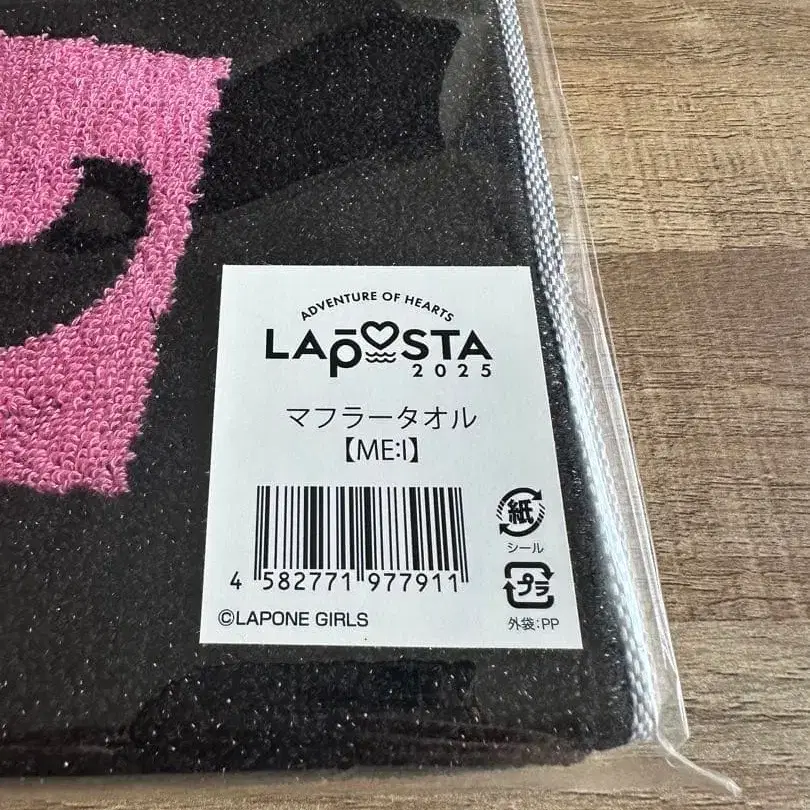 ADVENTURE OF HEARTS
LAPOSTA
2025
マフラータオル
【ME:I】
4 582771 977911
紙
シール
プラ
外袋:PP
©LAPONE GIRLS